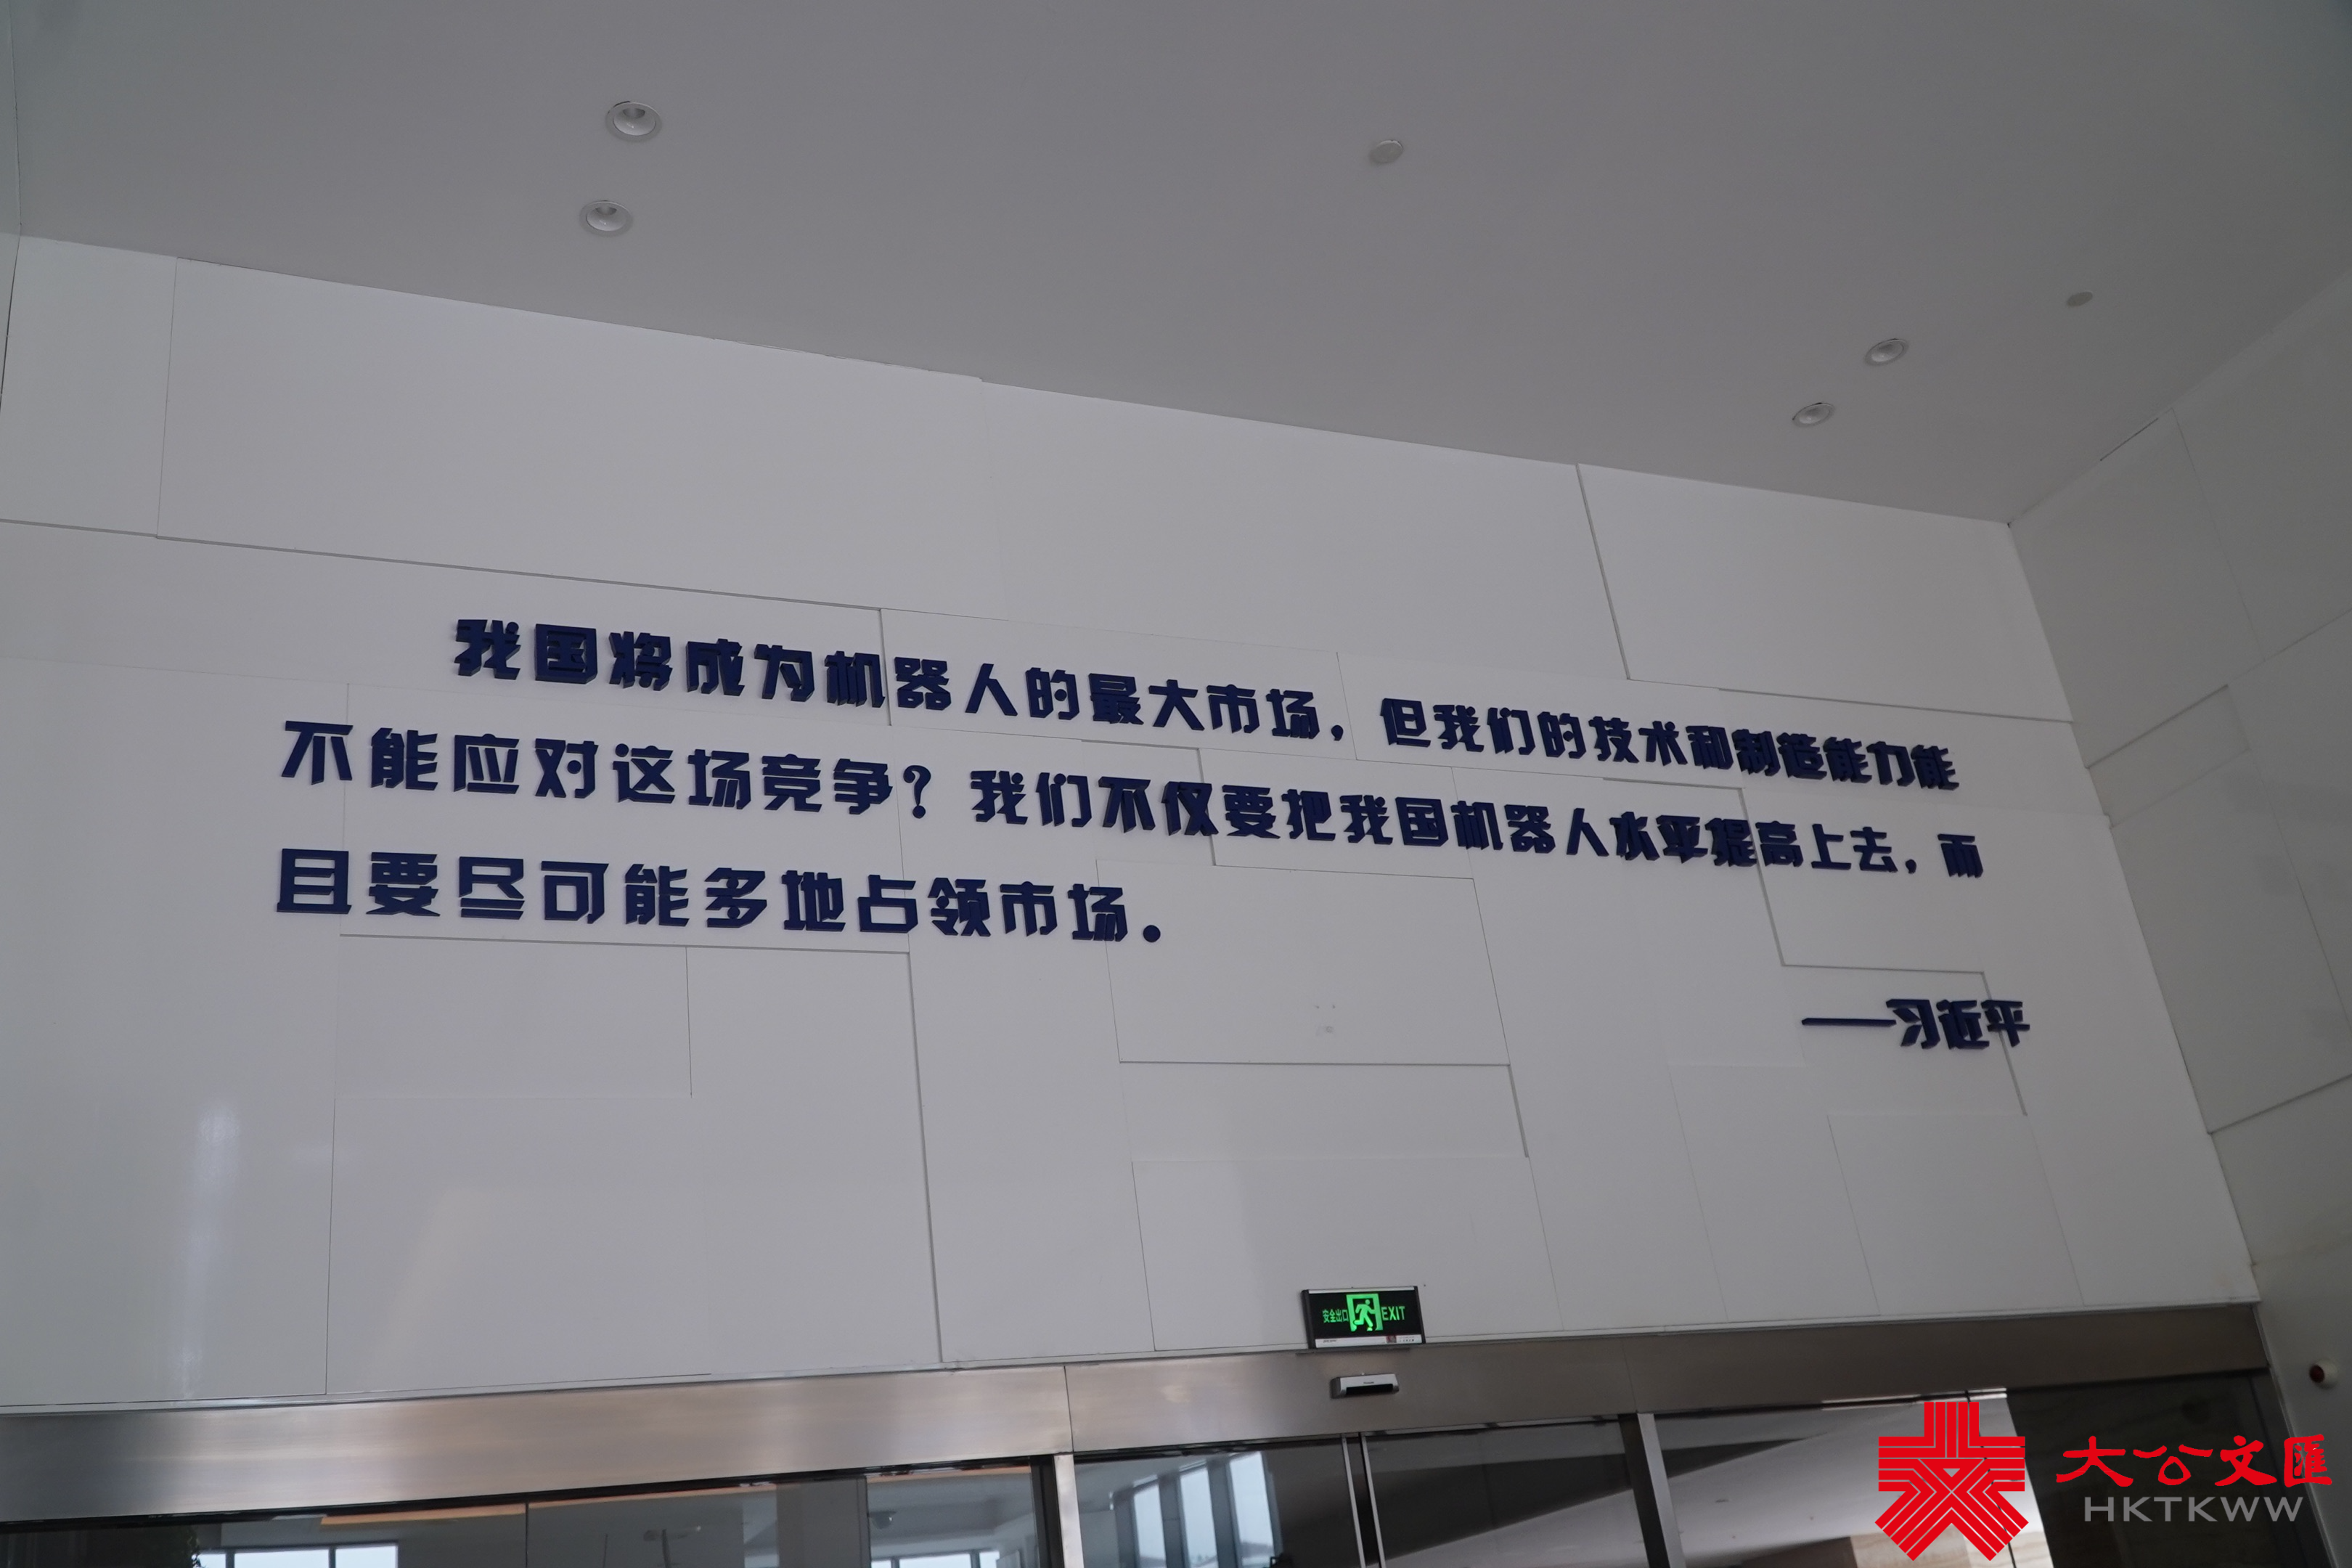 我国将成为机器人的最大市场，但我们的技术和制造能力能
不能应对这场竞争？我们不仅要把我国机器人水平提高上去，而
且要尽可能多地占领市场。
——习近平
安全出口 EXIT
大公文匯
HKTKWW